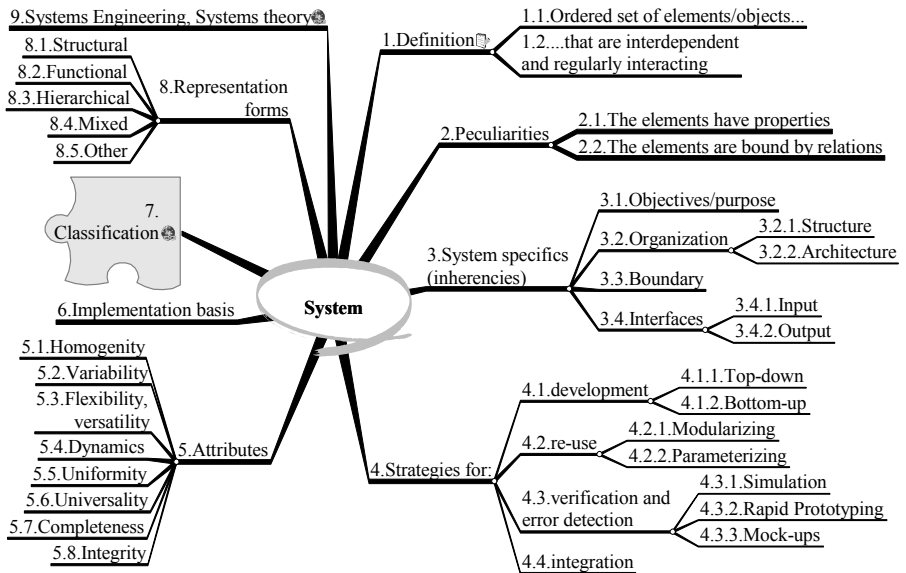 System
1.Definition
1.1.Ordered set of elements/objects...
1.2....that are interdependent
and regularly interacting
2.Peculiarities
2.1.The elements have properties
2.2.The elements are bound by relations
3.System specifics
(inherencies)
3.1.Objectives/purpose
3.2.Organization
3.2.1.Structure
3.2.2.Architecture
3.3.Boundary
3.4.Interfaces
3.4.1.Input
3.4.2.Output
4.Strategies for:
4.1.development
4.1.1.Top-down
4.1.2.Bottom-up
4.2.re-use
4.2.1.Modularizing
4.2.2.Parameterizing
4.3.verification and
error detection
4.3.1.Simulation
4.3.2.Rapid Prototyping
4.3.3.Mock-ups
4.4.integration
5.Attributes
5.1.Homogenity
5.2.Variability
5.3.Flexibility,
versatility
5.4.Dynamics
5.5.Uniformity
5.6.Universality
5.7.Completeness
5.8.Integrity
6.Implementation basis
7.
Classification
8.Representation
forms
8.1.Structural
8.2.Functional
8.3.Hierarchical
8.4.Mixed
8.5.Other
9.Systems Engineering, Systems theory